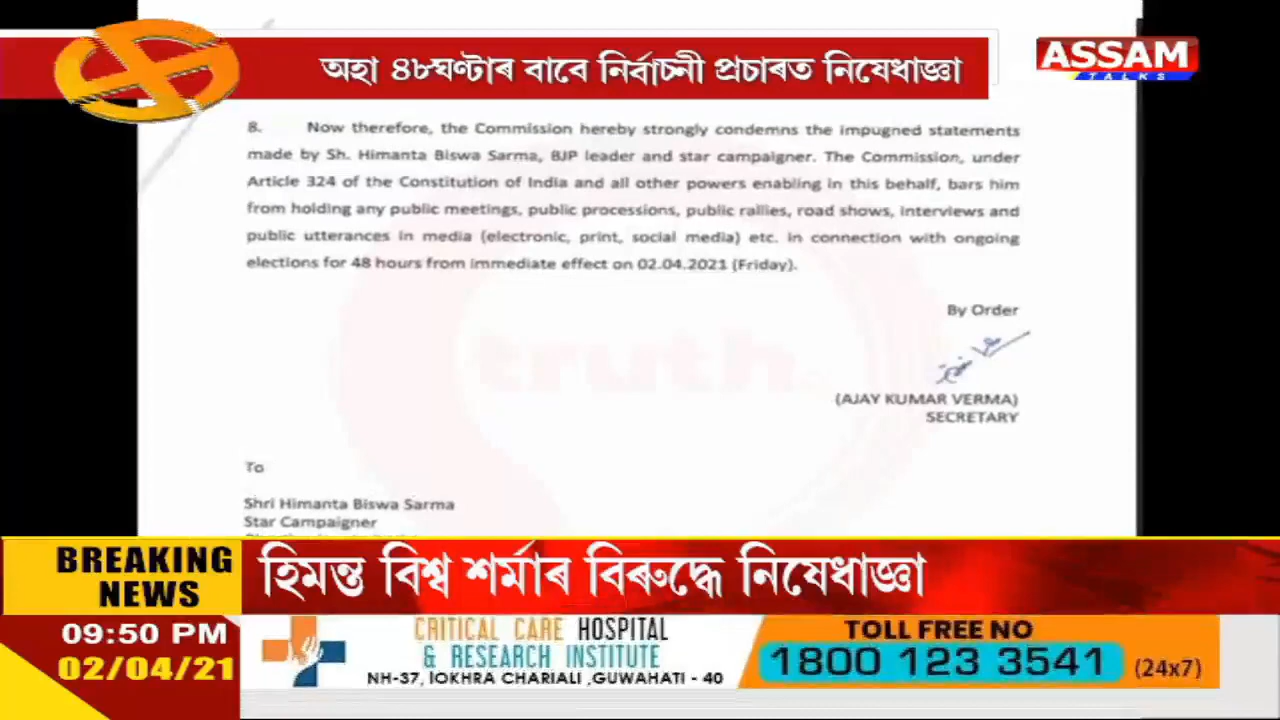 অহা ৪৮ঘণ্টাৰ বাবে নিৰ্বাচনী প্ৰচাৰত নিষেধাজ্ঞা
ASSAM
TALKS
8. Now therefore, the Commission hereby strongly condemns the impugned statements
made by Sh. Himanta Biswa Sarma, BJP leader and star campaigner. The Commission, under
Article 324 of the Constitution of India and all other powers enabling in this behalf, bars him
from holding any public meetings, public processions, public rallies, road shows, interviews and
public utterances in media (electronic, print, social media) etc. in connection with ongoing
elections for 48 hours from immediate effect on 02.04.2021 (Friday).
truth.
By Order
(AJAY KUMAR VERMA)
SECRETARY
To
Shri Himanta Biswa Sarma
Star Campaigner
BREAKING
NEWS
হিমন্ত বিশ্ব শৰ্মাৰ বিৰুদ্ধে নিষেধাজ্ঞা
09:50 PM
02/04/21
CRITICAL CARE HOSPITAL
& RESEARCH INSTITUTE
NH-37, lOKHRA CHARIALI ,GUWAHATI - 40
TOLL FREE NO
1800 123 3541 (24x7)